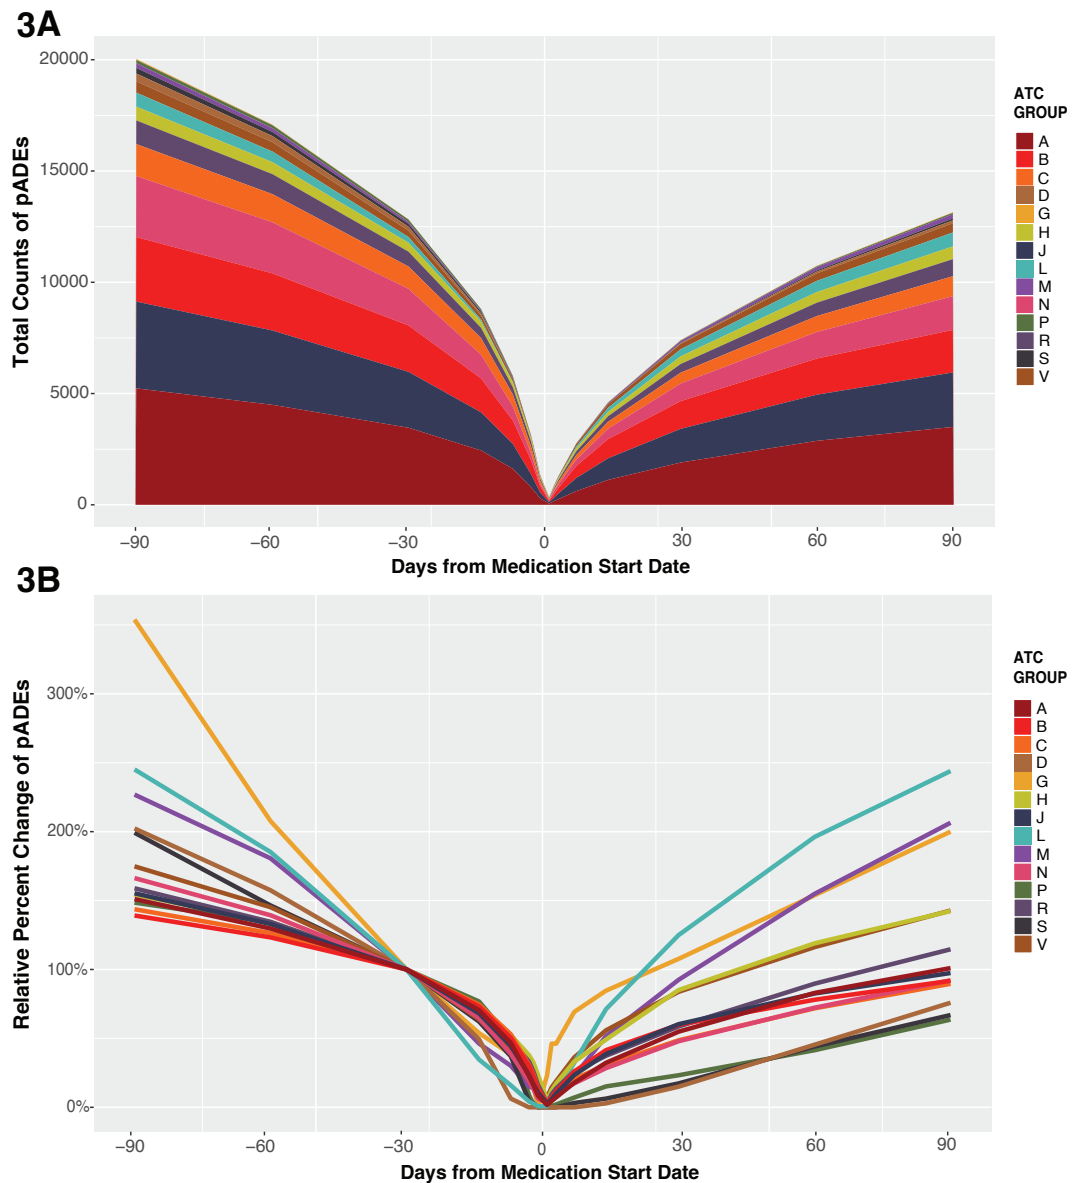 3A
Total Counts of pADEs
20000
15000
10000
5000
0
−90
−60
−30
0
30
60
90
Days from Medication Start Date
ATC
GROUP
A
B
C
D
G
H
J
L
M
N
P
R
S
V
3B
Relative Percent Change of pADEs
300%
200%
100%
0%
−90
−60
−30
0
30
60
90
Days from Medication Start Date
ATC
GROUP
A
B
C
D
G
H
J
L
M
N
P
R
S
V